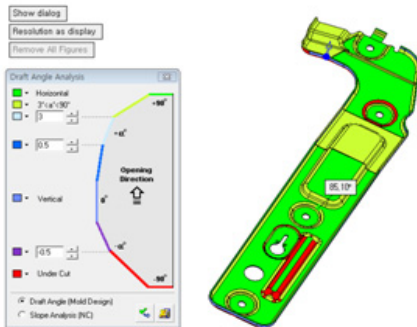 Show dialog
Resolution as display
Remove All Figures
Draft Angle Analysis
Horizontal
3°<α°<90°
3
0.5
Vertical
-0.5
Under Cut
+90°
+α°
Opening
Direction
0°
-α°
-90°
Draft Angle (Mold Design)
Slope Analysis (NC)
85,10°